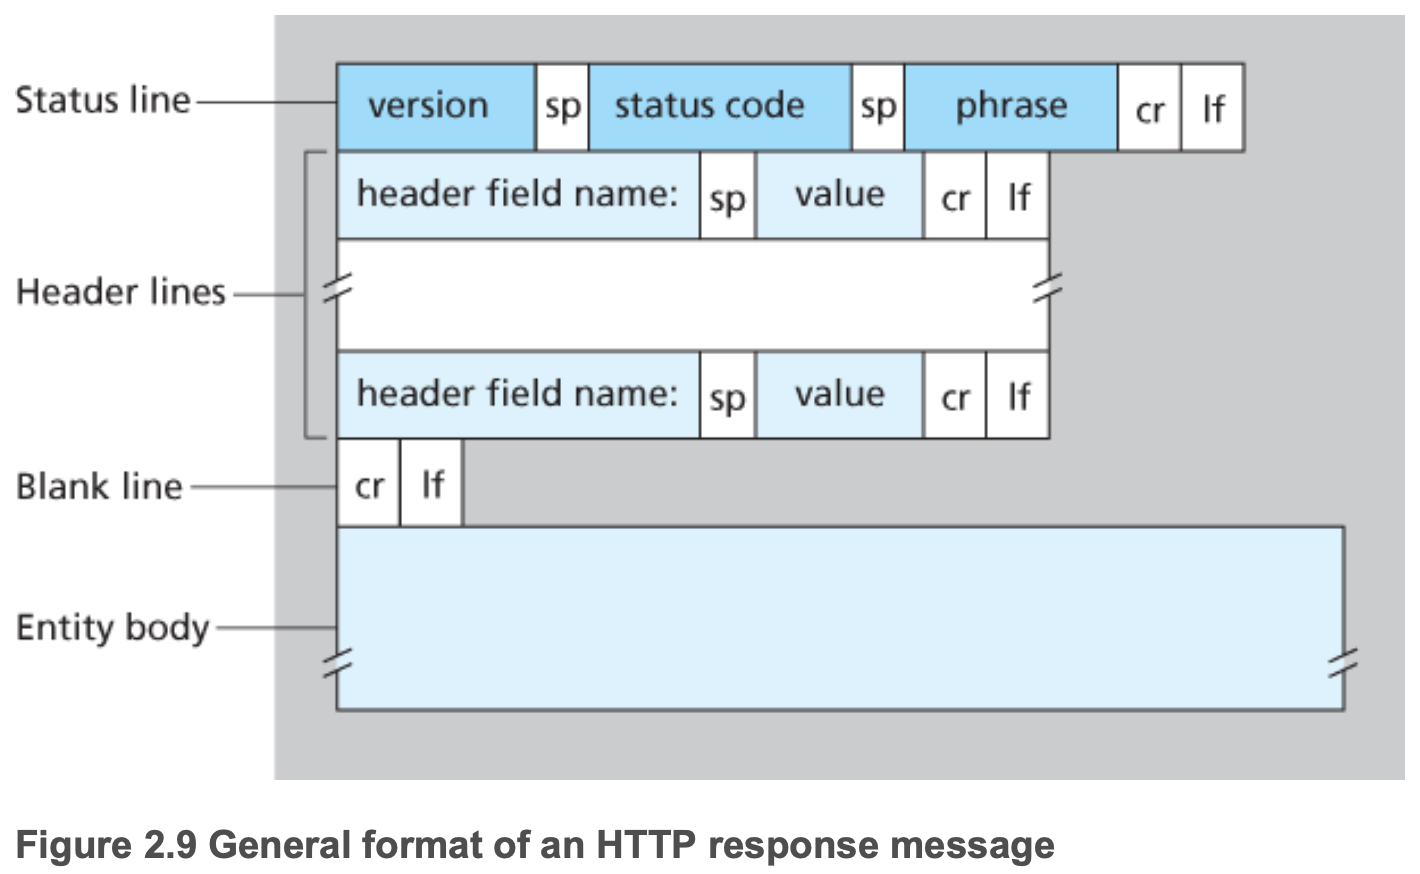 Status line
version sp status code sp phrase cr lf
header field name: sp value cr lf
Header lines
header field name: sp value cr lf
Blank line
cr lf
Entity body
Figure 2.9 General format of an HTTP response message